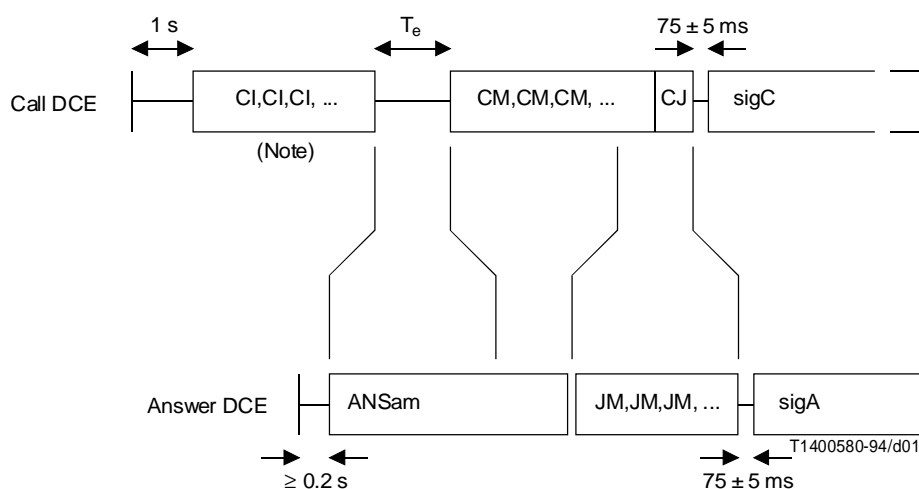 1 s
Te
75 ± 5 ms
Call DCE
CI,CI,CI, ...
CM,CM,CM, ...
CJ
sigC
(Note)
Answer DCE
ANSam
JM,JM,JM, ...
sigA
T1400580-94/d01
≥ 0.2 s
75 ± 5 ms